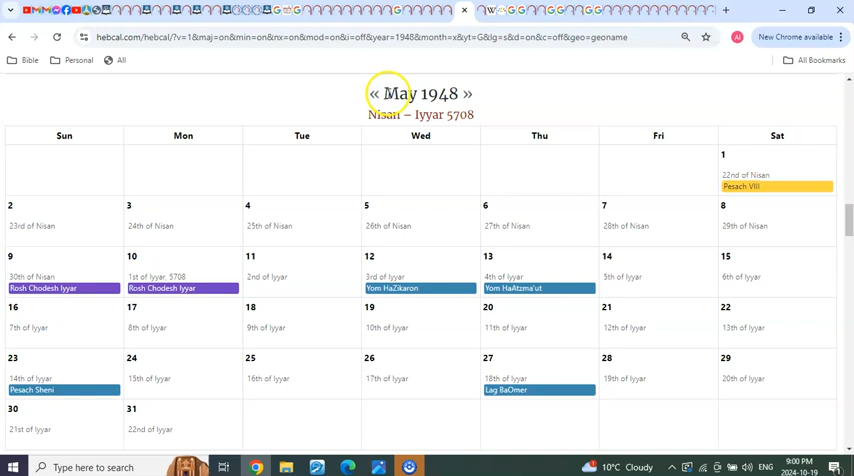 hebcal.com/hebcal/?v=1&maj=on&min=on&nx=on&mod=on&i=off&year=1948&month=x&yt=G&lg=s&d=on&c=off&geo=geoname
AI
New Chrome available
Bible
Personal
All
All Bookmarks
« May 1948 »
Nisan – Iyyar 5708
Sun Mon Tue Wed Thu Fri Sat
1
22nd of Nisan
Pesach VIII
2 3 4 5 6 7 8
23rd of Nisan 24th of Nisan 25th of Nisan 26th of Nisan 27th of Nisan 28th of Nisan 29th of Nisan
9 10 11 12 13 14 15
30th of Nisan 1st of Iyyar, 5708 2nd of Iyyar 3rd of Iyyar 4th of Iyyar 5th of Iyyar 6th of Iyyar
Rosh Chodesh Iyyar Rosh Chodesh Iyyar Yom HaZikaron Yom HaAtzma'ut
16 17 18 19 20 21 22
7th of Iyyar 8th of Iyyar 9th of Iyyar 10th of Iyyar 11th of Iyyar 12th of Iyyar 13th of Iyyar
23 24 25 26 27 28 29
14th of Iyyar 15th of Iyyar 16th of Iyyar 17th of Iyyar 18th of Iyyar 19th of Iyyar 20th of Iyyar
Pesach Sheni Lag BaOmer
30 31
21st of Iyyar 22nd of Iyyar
Type here to search
10°C Cloudy
ENG
9:00 PM
2024-10-19